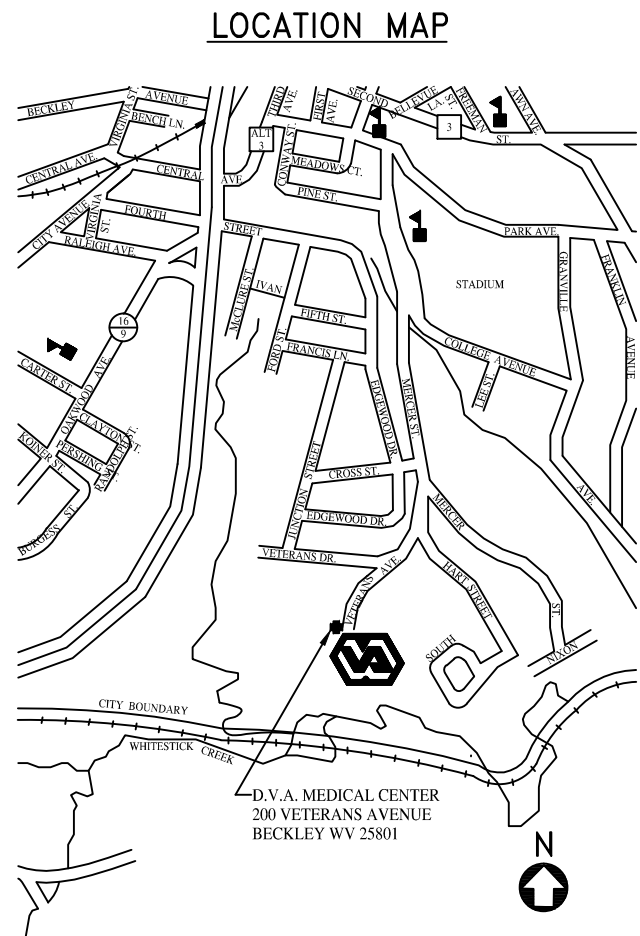 LOCATION MAP
BECKLEY
AVENUE
VIRGINIA ST.
BENCH LN.
THIRD AVE.
FIRST AVE.
SECOND
BELLEVUE LA.
ST.
FREEMAN
ST.
AWN AVE.
ALT 3
3
CONWAY ST.
MEADOWS CT.
CENTRAL AVE.
CENTRAL AVE
PINE ST.
CITY AVENUE
VIRGINIA ST.
FOURTH
STREET
RALEIGH AVE.
PARK AVE.
GRANVILLE
FRANKLIN
AVENUE
STADIUM
McCLURE ST.
IVAN
FORD ST.
FIFTH ST.
FRANCIS LN.
16
9
COLLEGE AVENUE
LEE ST.
CARTER ST.
OAKWOOD AVE.
CLAYTON ST.
RANDOLPH ST.
PERSHING
KOINER ST.
BURGESS ST.
EDGEWOOD DR.
MERCER ST.
JUNCTION STREET
CROSS ST.
EDGEWOOD DR.
MERCER
ST.
AVE.
VETERANS DR.
VETERANS AVE.
HART STREET
SOUTH
NIXON
VA
CITY BOUNDARY
WHITESTICK CREEK
D.V.A. MEDICAL CENTER
200 VETERANS AVENUE
BECKLEY WV 25801
N